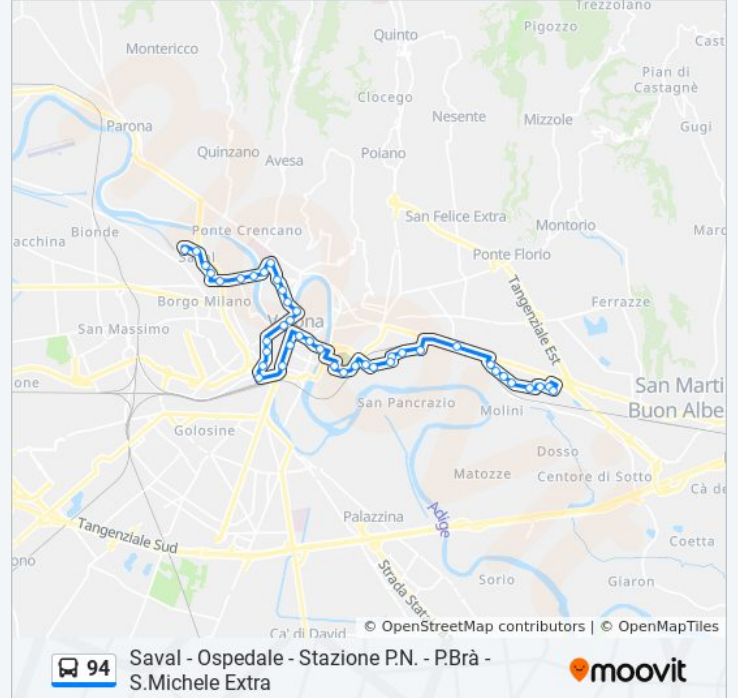 Trezzolano
Quinto
Pigozzo
Montericco
Cast
Pian di
Castagnè
Clocego
Nesente
Mizzole
Gugi
Parona
Quinzano
Avesa
Poiano
San Felice Extra
Montorio
Marc
acchina
Bionde
Ponte Crencano
Ponte Florio
Saval
Borgo Milano
Tangenziale Est
Ferrazze
San Massimo
Verona
one
San Marti
Buon Albe
San Pancrazio
Molini
Golosine
Dosso
Matozze
Centore di Sotto
Cà de
Palazzina
Adige
Tangenziale Sud
Coetta
ono
Strada Stat
Sorio
Giaron
Ca' di David
© OpenStreetMap contributors | © OpenMapTiles
94
Saval - Ospedale - Stazione P.N. - P.Brà -
S.Michele Extra
moovit